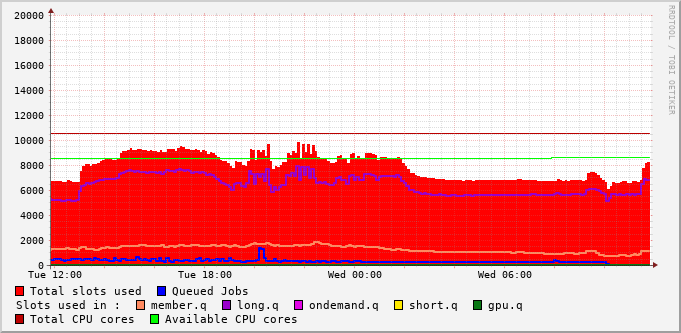 20000
18000
16000
14000
12000
10000
8000
6000
4000
2000
0
Tue 12:00 Tue 18:00 Wed 00:00 Wed 06:00
Total slots used Queued Jobs
Slots used in : member.q long.q ondemand.q short.q gpu.q
Total CPU cores Available CPU cores
RRDTOOL / TOBI OETIKER